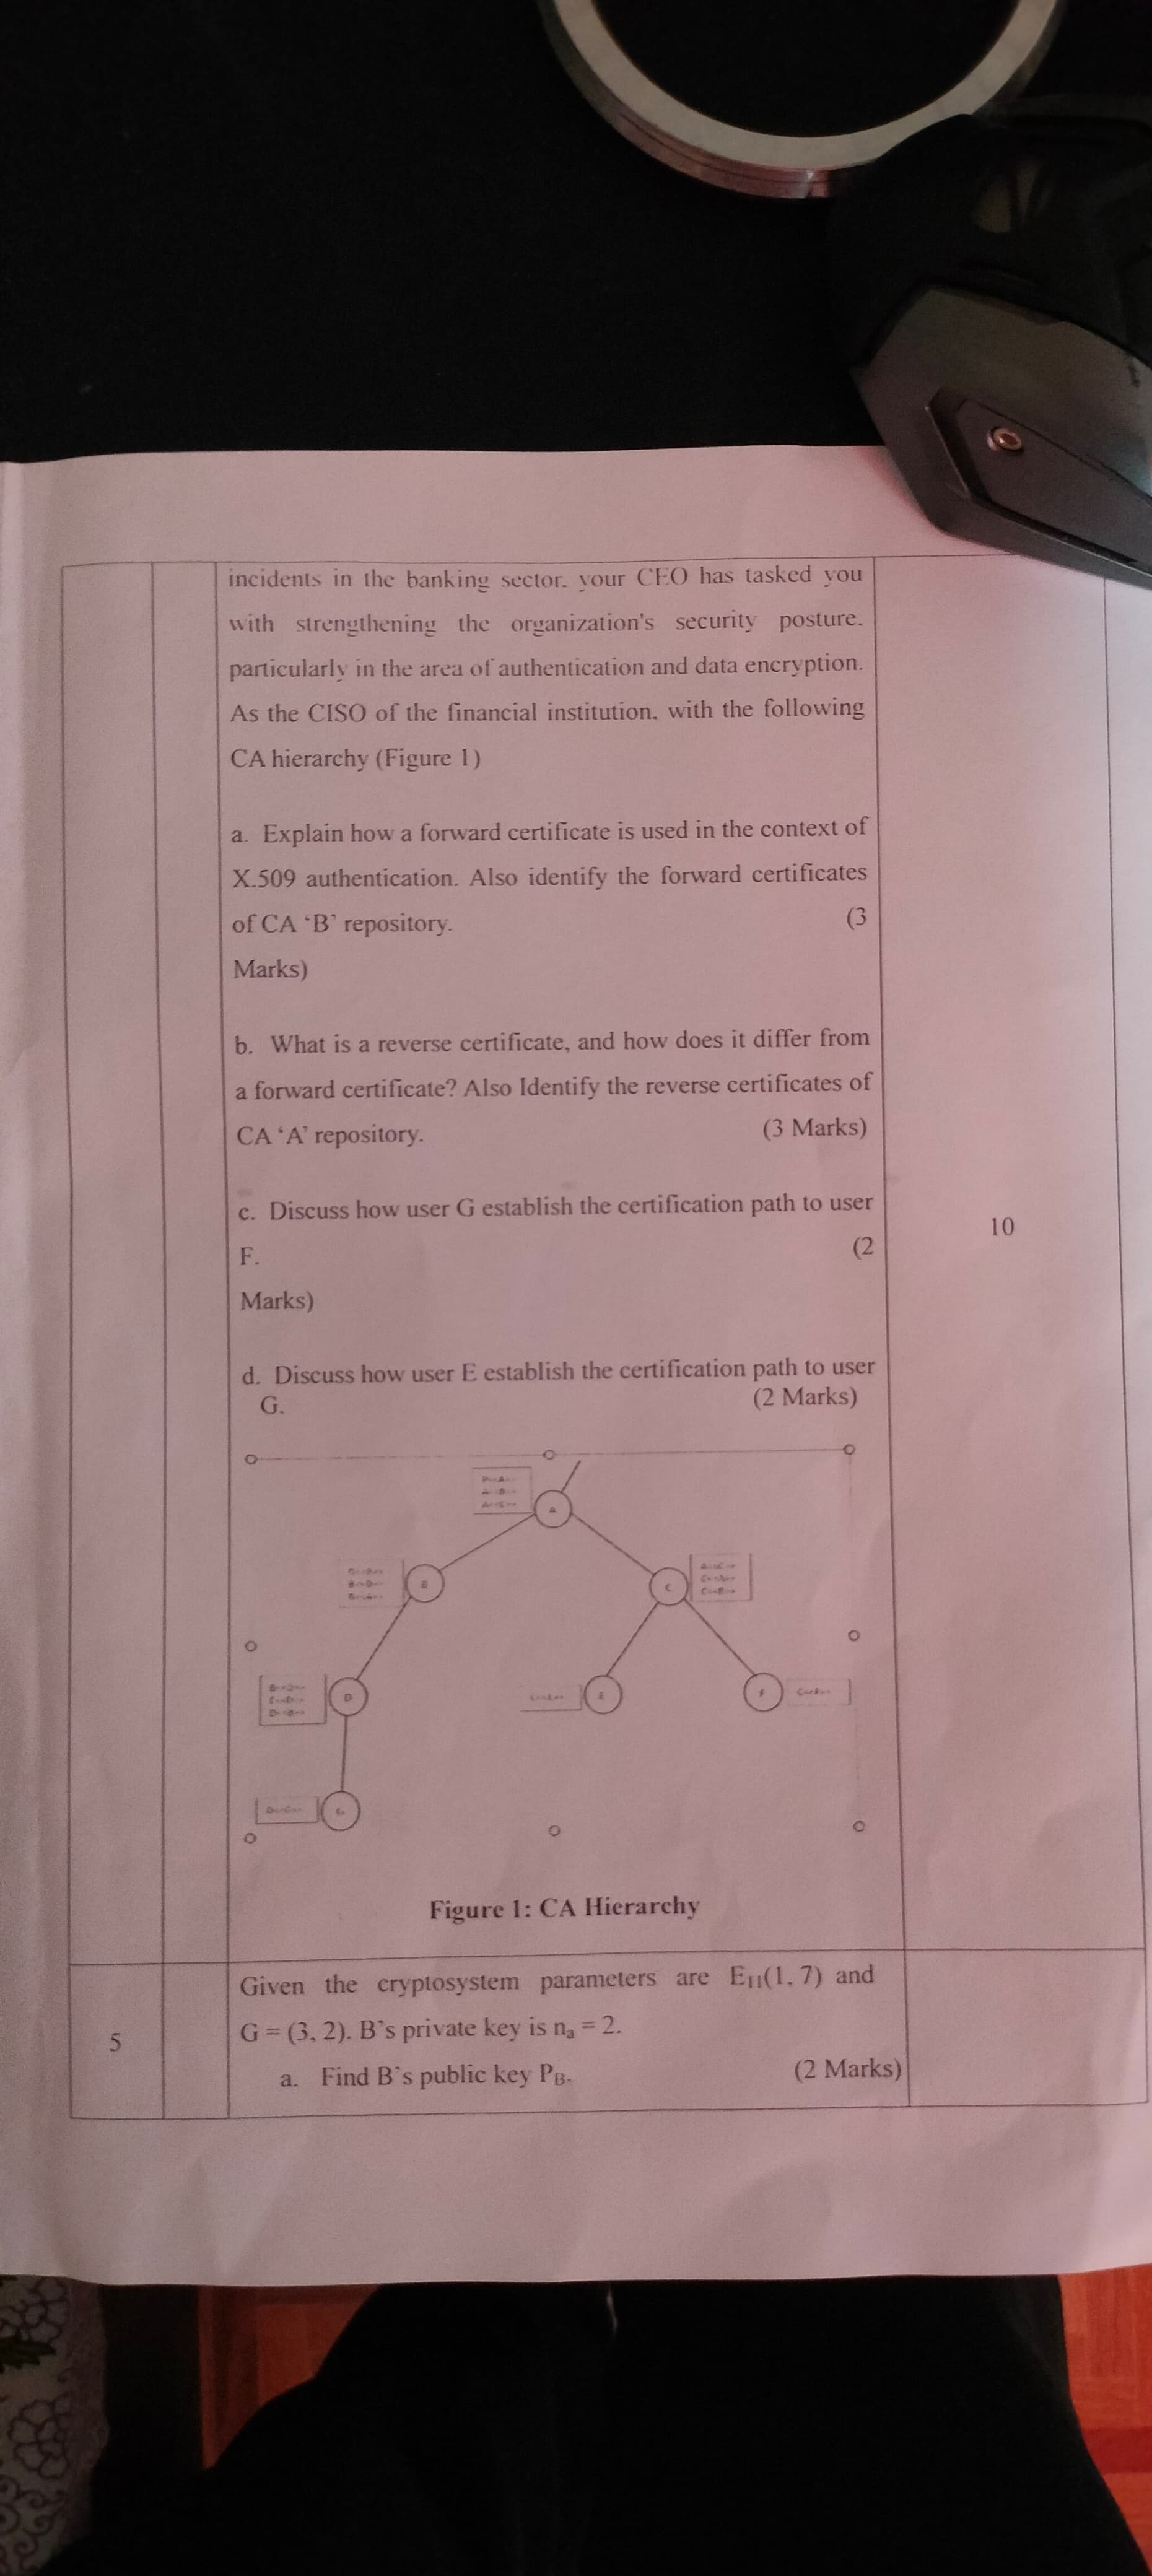 incidents in the banking sector. your CEO has tasked you
with strengthening the organization's security posture.
particularly in the area of authentication and data encryption.
As the CISO of the financial institution. with the following
CA hierarchy (Figure 1)
a. Explain how a forward certificate is used in the context of
X.509 authentication. Also identify the forward certificates
of CA ‘B’ repository. (3
Marks)
b. What is a reverse certificate, and how does it differ from
a forward certificate? Also Identify the reverse certificates of
CA ‘A’ repository. (3 Marks)
c. Discuss how user G establish the certification path to user
F. (2
Marks)
10
d. Discuss how user E establish the certification path to user
G. (2 Marks)
A
B
C
D
E
F
G
Figure 1: CA Hierarchy
5
Given the cryptosystem parameters are E₁₁(1, 7) and
G = (3, 2). B's private key is nₐ = 2.
a. Find B's public key P_B. (2 Marks)